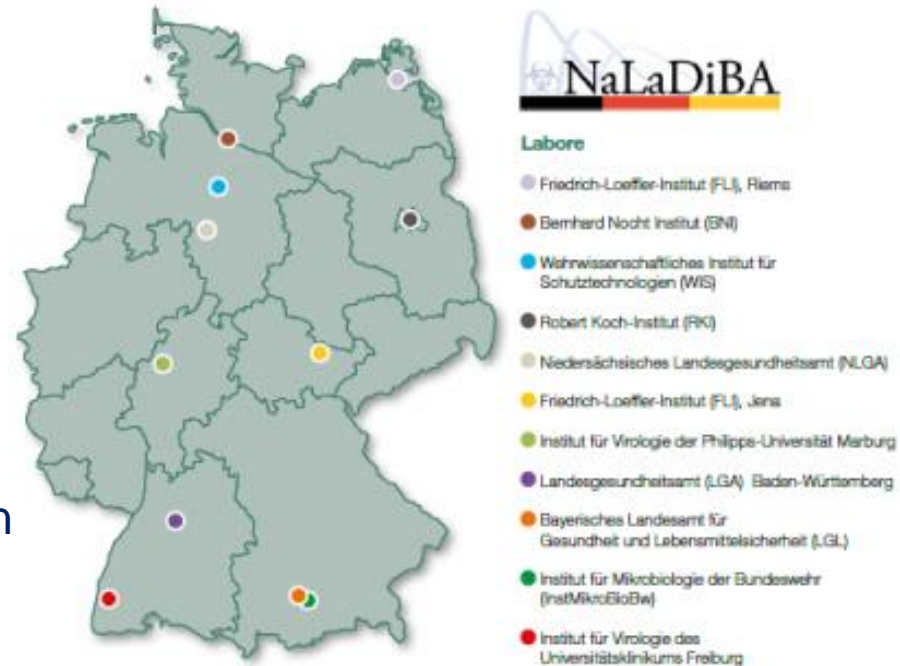 NaLaDiBA
Labore
Friedrich-Loeffler-Institut (FLI), Riems
Bernhard Nocht Institut (BNI)
Wehrwissenschaftliches Institut für
Schutztechnologien (WIS)
Robert Koch-Institut (RKI)
Niedersächsisches Landesgesundheitsamt (NLGA)
Friedrich-Loeffler-Institut (FLI), Jena
Institut für Virologie der Philipps-Universität Marburg
Landesgesundheitsamt (LGA) Baden-Württemberg
Bayerisches Landesamt für
Gesundheit und Lebensmittelsicherheit (LGL)
Institut für Mikrobiologie der Bundeswehr
(InstMikroBioBw)
Institut für Virologie des
Universitätsklinikums Freiburg
n